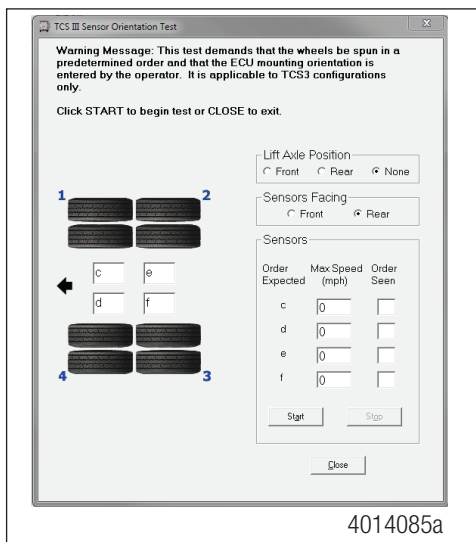 TCS III Sensor Orientation Test
Warning Message: This test demands that the wheels be spun in a
predetermined order and that the ECU mounting orientation is
entered by the operator. It is applicable to TCS3 configurations
only.
Click START to begin test or CLOSE to exit.
Lift Axle Position
Front Rear None
Sensors Facing
Front Rear
1 2
c e
d f
4 3
Sensors
Order Expected Max Speed (mph) Order Seen
c 0
d 0
e 0
f 0
Start Stop
Close
4014085a